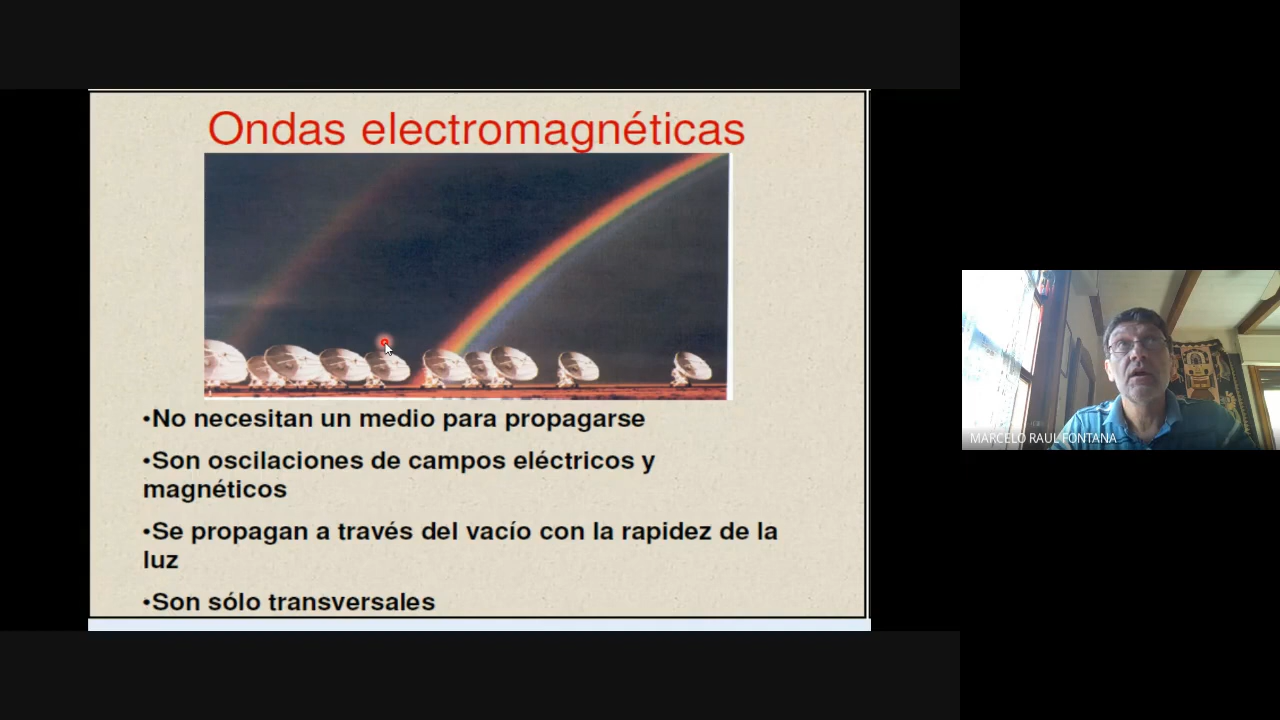 Ondas electromagnéticas
•No necesitan un medio para propagarse
•Son oscilaciones de campos eléctricos y
magnéticos
•Se propagan a través del vacío con la rapidez de la
luz
•Son sólo transversales
MARCELO RAUL FONTANA